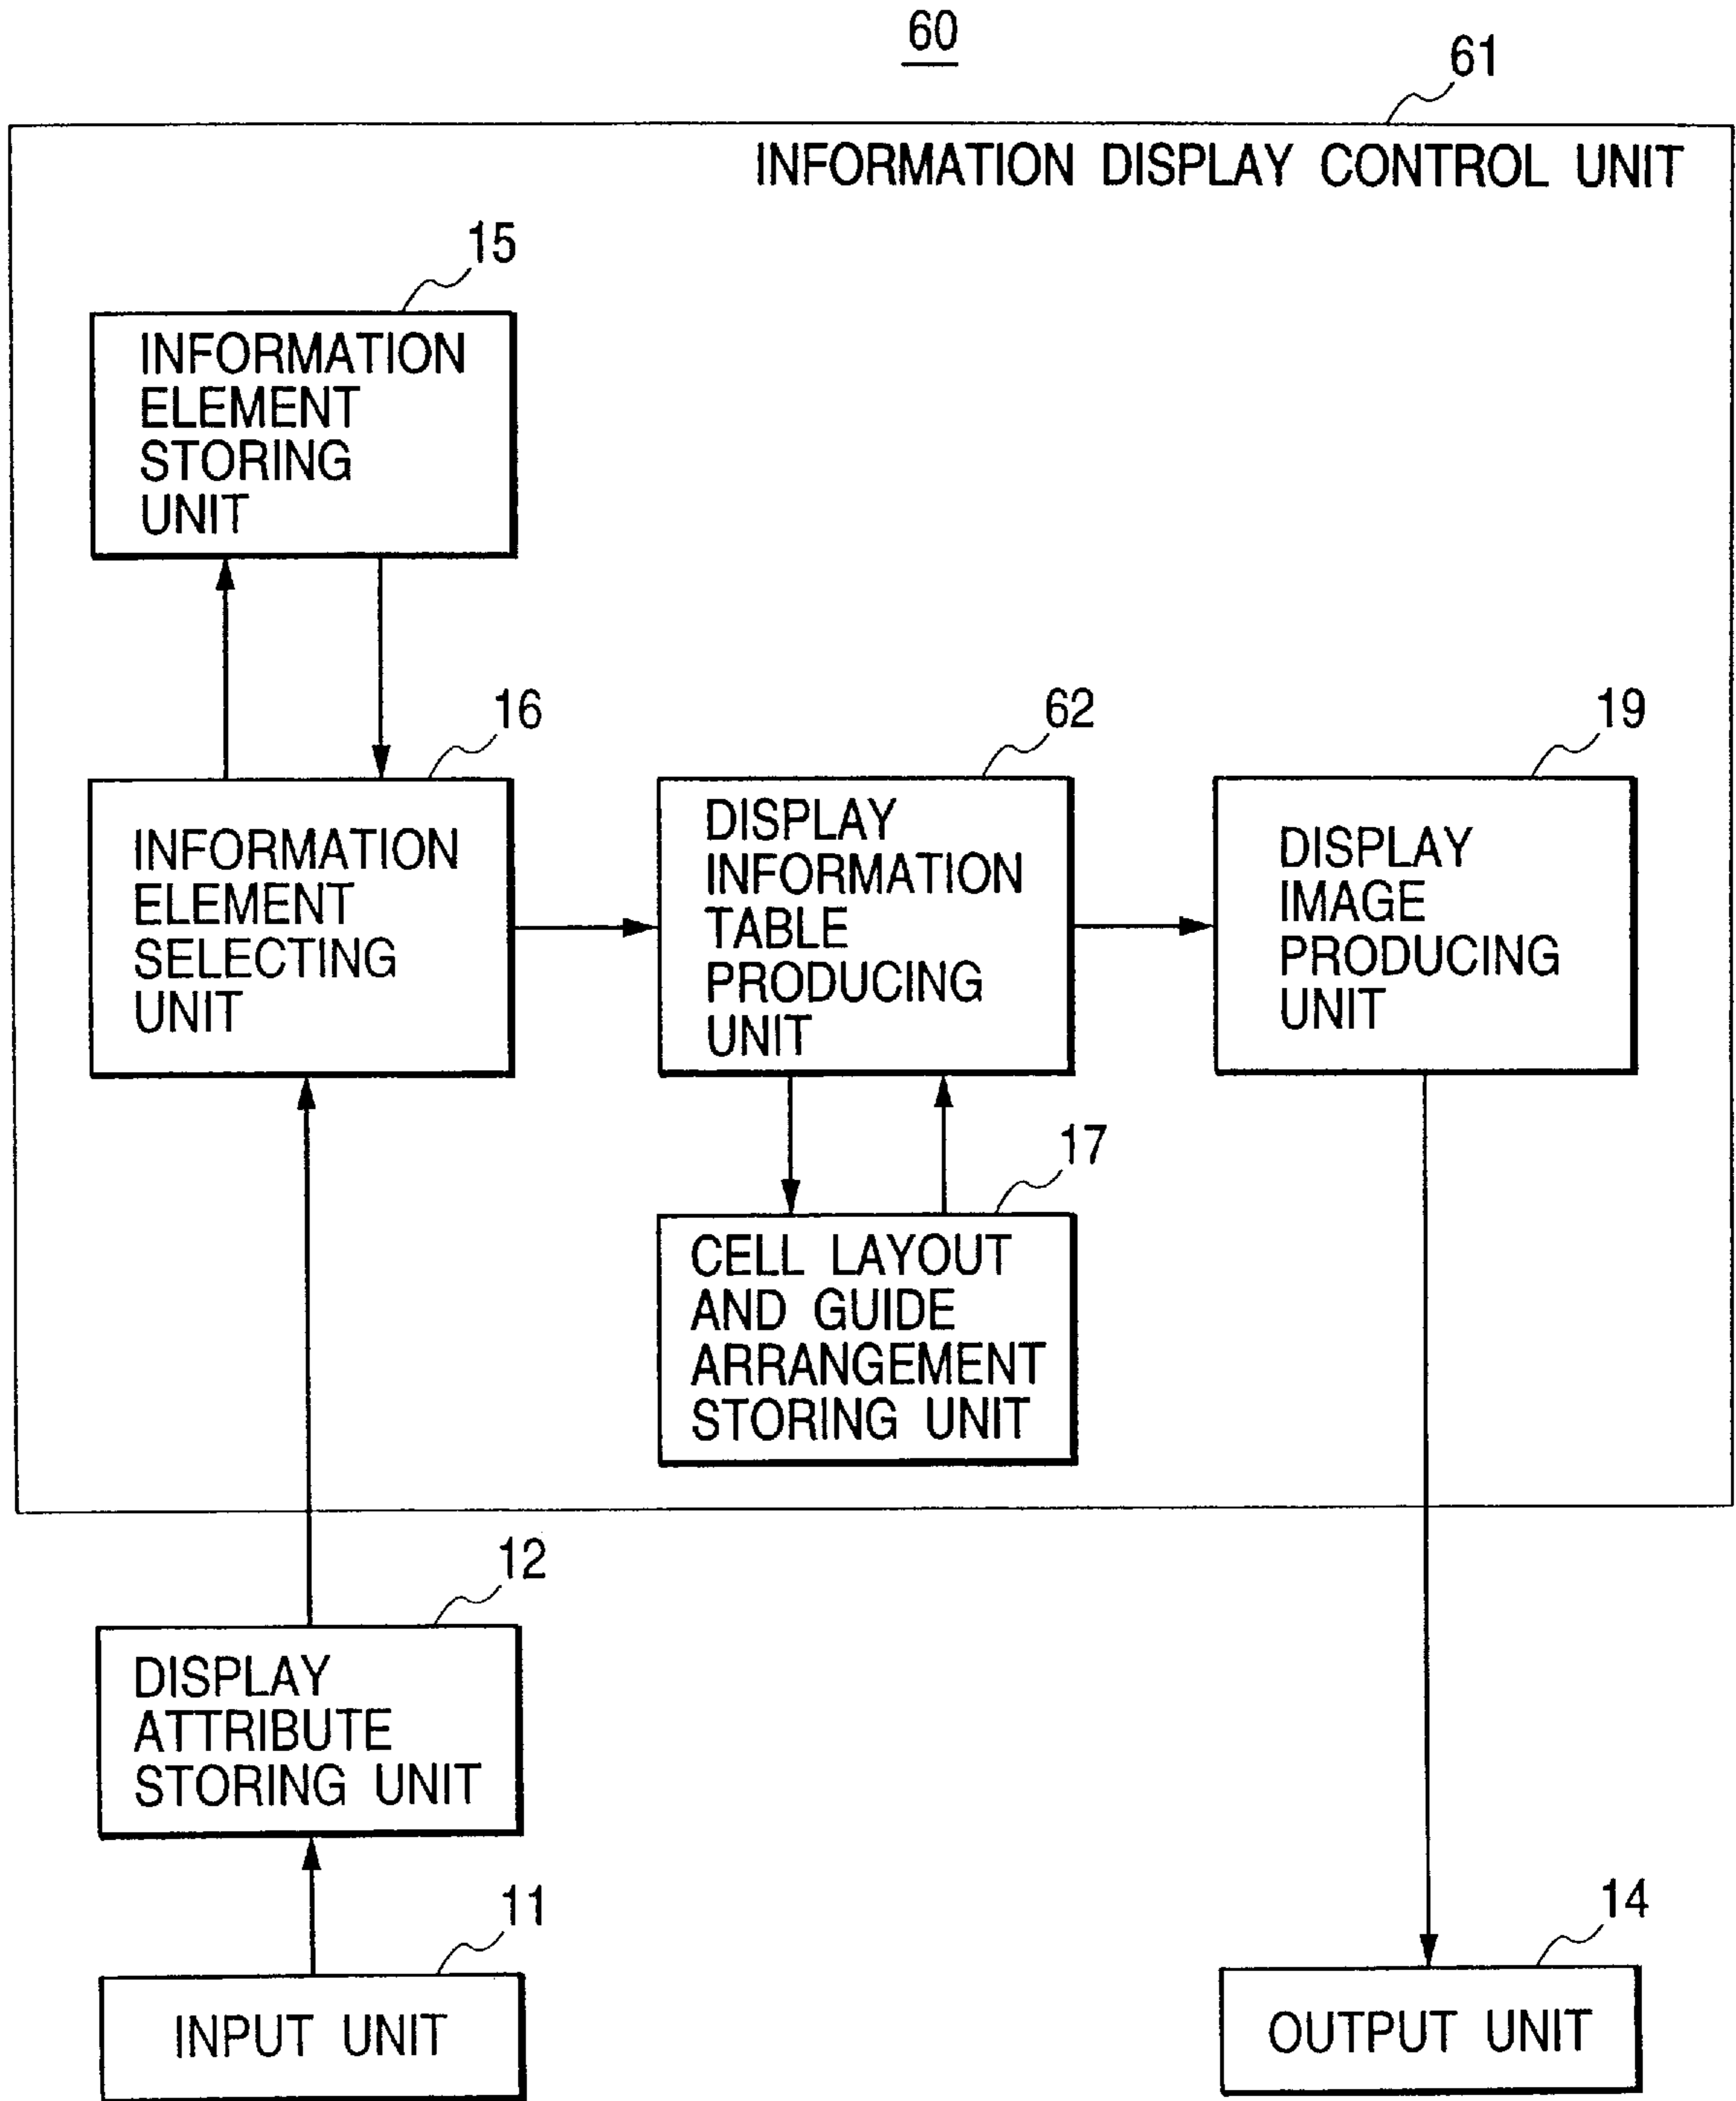 60
61
INFORMATION DISPLAY CONTROL UNIT
15
INFORMATION
ELEMENT
STORING
UNIT
16
INFORMATION
ELEMENT
SELECTING
UNIT
62
DISPLAY
INFORMATION
TABLE
PRODUCING
UNIT
19
DISPLAY
IMAGE
PRODUCING
UNIT
17
CELL LAYOUT
AND GUIDE
ARRANGEMENT
STORING UNIT
12
DISPLAY
ATTRIBUTE
STORING UNIT
11
INPUT UNIT
14
OUTPUT UNIT